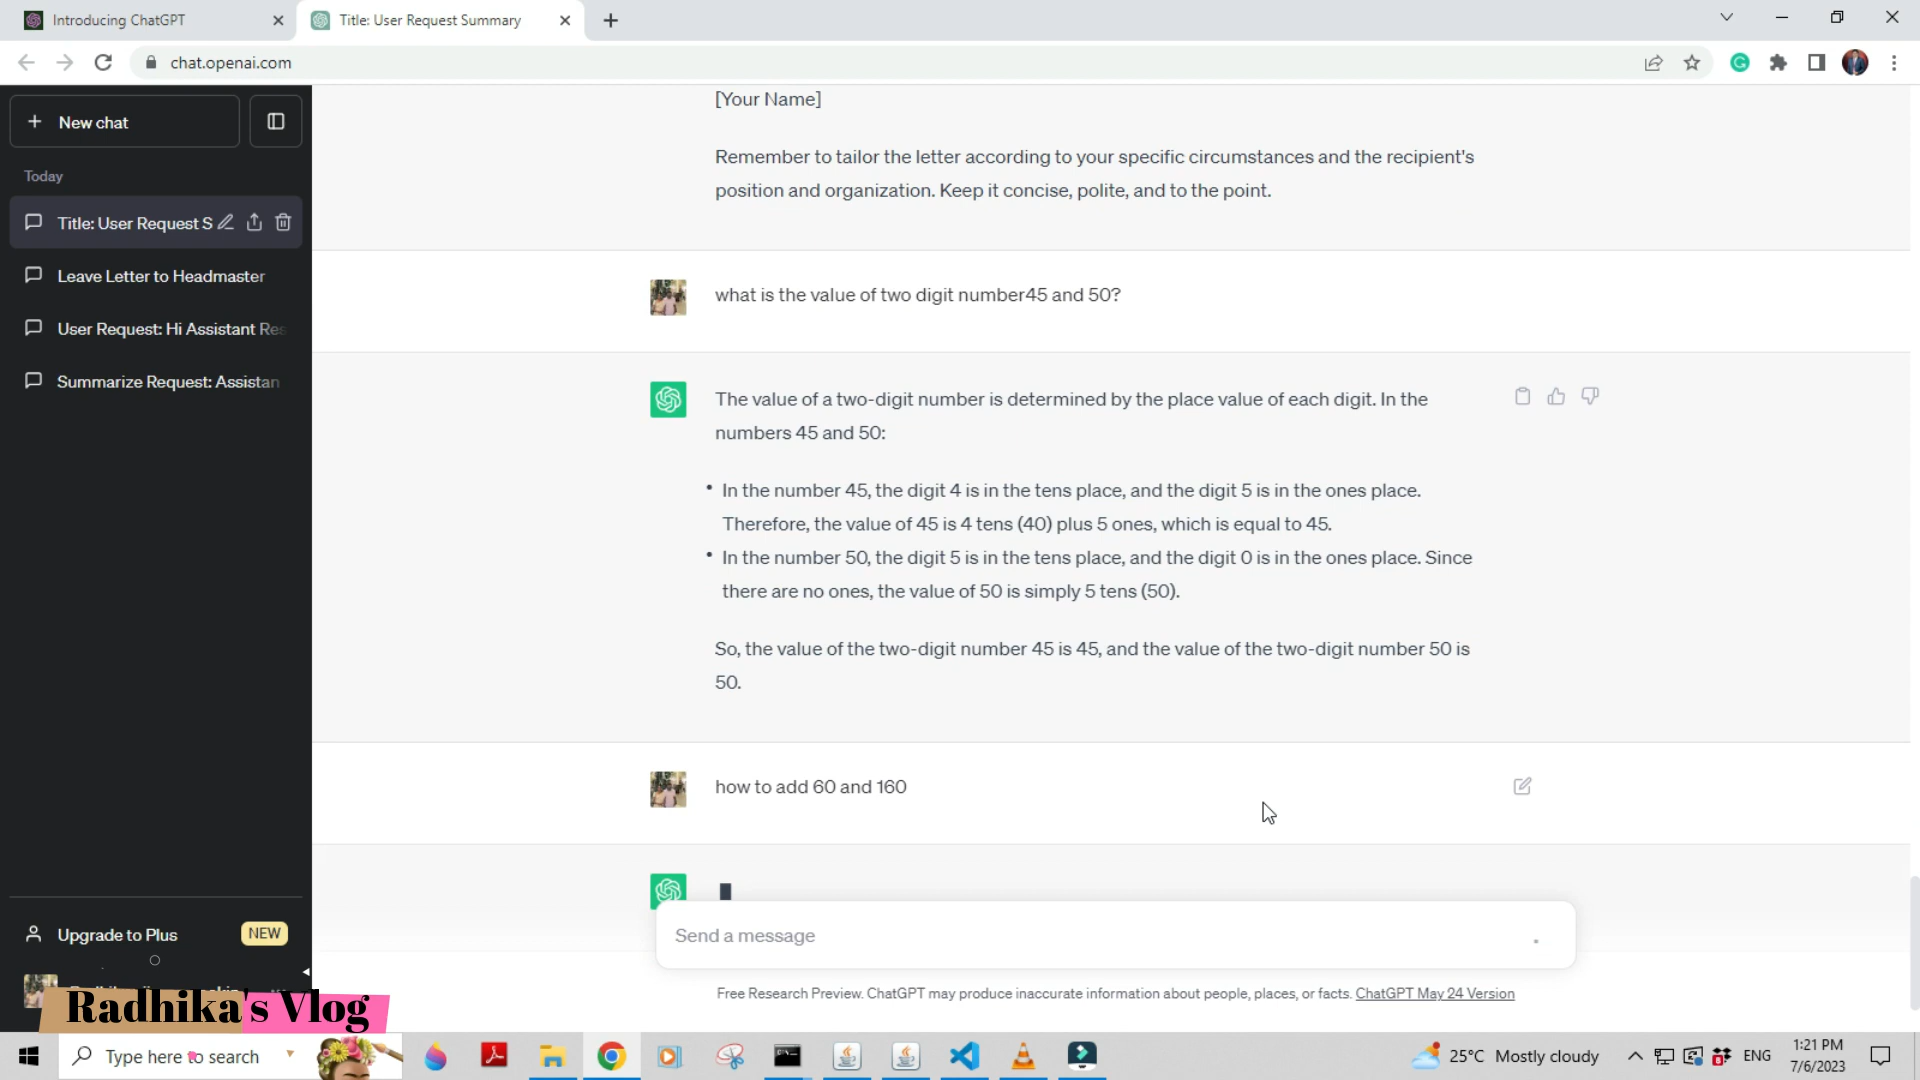 Introducing ChatGPT
Title: User Request Summary
chat.openai.com
New chat
Today
Title: User Request S
Leave Letter to Headmaster
User Request: Hi Assistant Res
Summarize Request: Assistan
Upgrade to Plus
NEW
Radhika's Vlog
[Your Name]
Remember to tailor the letter according to your specific circumstances and the recipient's
position and organization. Keep it concise, polite, and to the point.
what is the value of two digit number45 and 50?
The value of a two-digit number is determined by the place value of each digit. In the
numbers 45 and 50:
• In the number 45, the digit 4 is in the tens place, and the digit 5 is in the ones place.
Therefore, the value of 45 is 4 tens (40) plus 5 ones, which is equal to 45.
• In the number 50, the digit 5 is in the tens place, and the digit 0 is in the ones place. Since
there are no ones, the value of 50 is simply 5 tens (50).
So, the value of the two-digit number 45 is 45, and the value of the two-digit number 50 is
50.
how to add 60 and 160
Send a message
Free Research Preview. ChatGPT may produce inaccurate information about people, places, or facts. ChatGPT May 24 Version
Type here to search
25°C Mostly cloudy
ENG
1:21 PM
7/6/2023